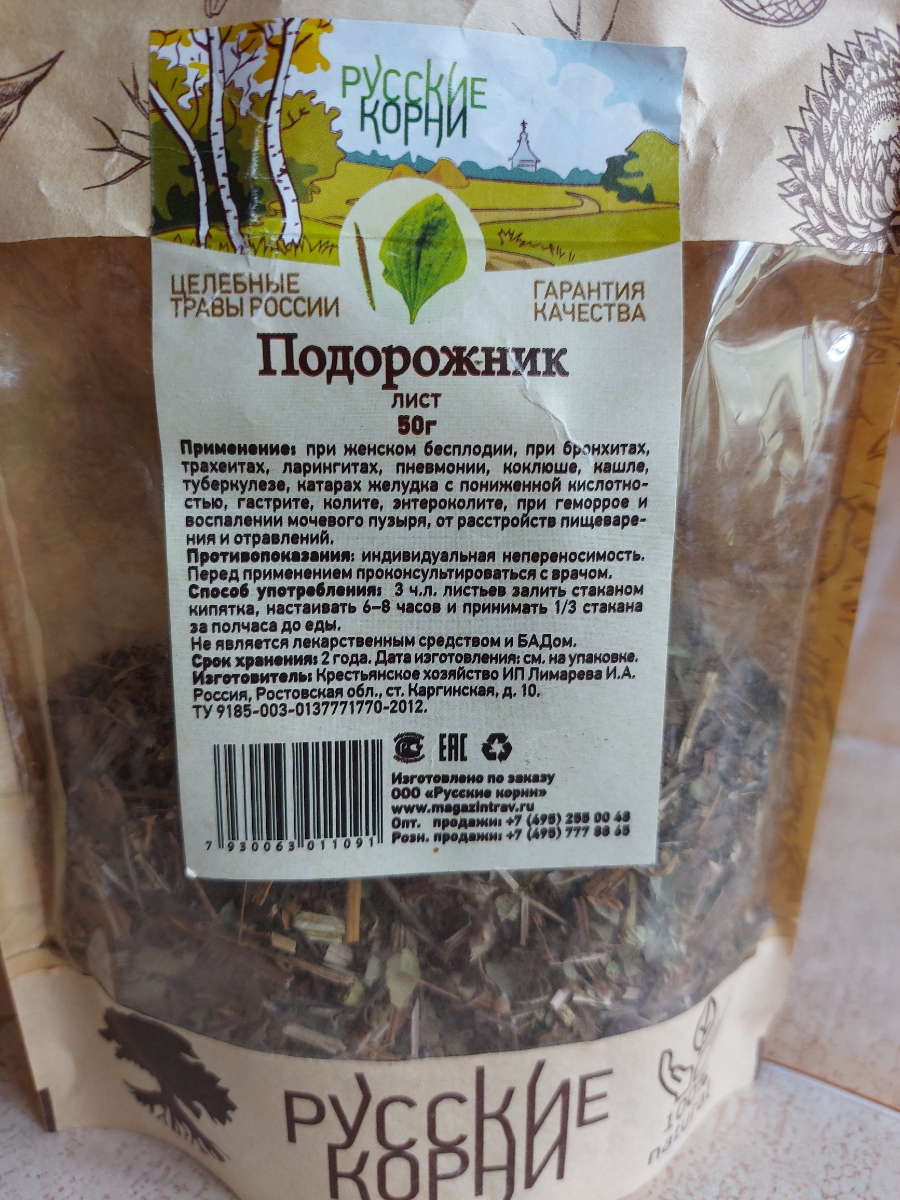 РУССКИЕ
КОРНИ
ЦЕЛЕБНЫЕ
ТРАВЫ РОССИИ
ГАРАНТИЯ
КАЧЕСТВА
Подорожник
лист
50г
Применение: при женском бесплодии, при бронхитах,
трахеитах, ларингитах, пневмонии, коклюше, кашле,
туберкулезе, катарах желудка с пониженной кислотно-
стью, гастрите, колите, энтероколите, при геморрое и
воспалении мочевого пузыря, от расстройств пищеваре-
ния и отравлений.
Противопоказания: индивидуальная непереносимость.
Перед применением проконсультироваться с врачом.
Способ употребления: 3 ч.л. листьев залить стаканом
кипятка, настаивать 6–8 часов и принимать 1/3 стакана
за полчаса до еды.
Не является лекарственным средством и БАДом.
Срок хранения: 2 года. Дата изготовления: см. на упаковке.
Изготовитель: Крестьянское хозяйство ИП Лимарева И.А.
Россия, Ростовская обл., ст. Каргинская, д. 10.
ТУ 9185-003-0137771770-2012.
ЕАС
Изготовлено по заказу
ООО «Русские корни»
www.magazintrav.ru
Опт. продажи: +7 (495) 255 00 48
Розн. продажи: +7 (495) 777 88 65
7 930063 011091
РУССКИЕ
КОРНИ
100%
natural